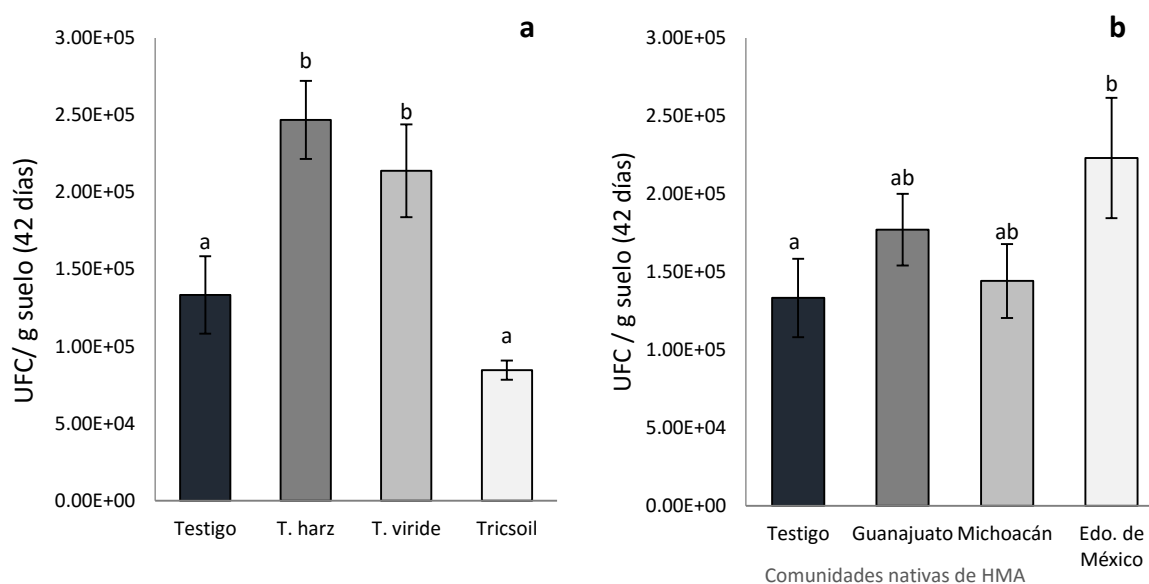 a
UFC/ g suelo (42 días)
3.00E+05
2.50E+05
2.00E+05
1.50E+05
1.00E+05
5.00E+04
0.00E+00
a
b
b
a
Testigo T. harz T. viride Tricsoil
b
UFC / g suelo (42 días)
3.00E+05
2.50E+05
2.00E+05
1.50E+05
1.00E+05
5.00E+04
0.00E+00
a
ab
ab
b
Testigo Guanajuato Michoacán Edo. de
México
Comunidades nativas de HMA